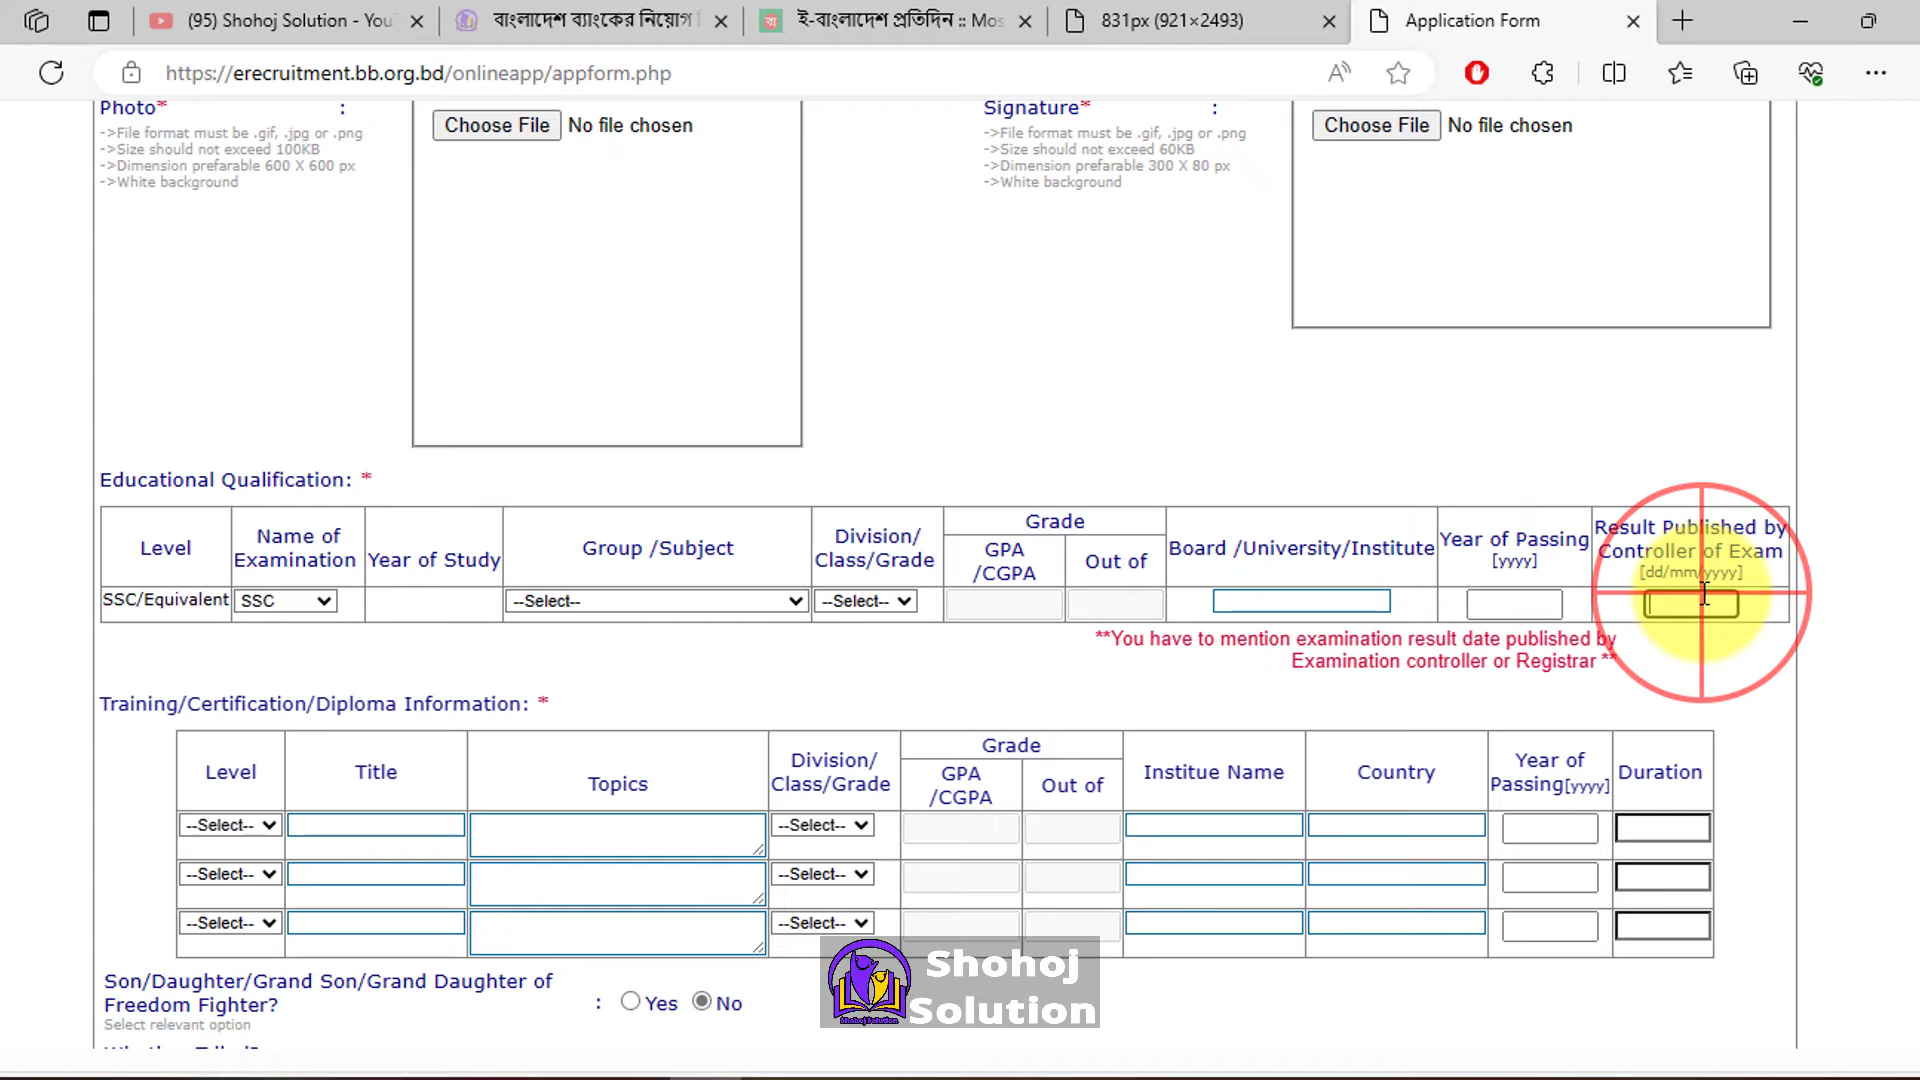 (95) Shohoj Solution - You
বাংলাদেশ ব্যাংকের নিয়োগ
ই-বাংলাদেশ প্রতিদিন :: Mos
831px (921×2493)
Application Form
https://erecruitment.bb.org.bd/onlineapp/appform.php
Photo* :
->File format must be .gif, .jpg or .png
->Size should not exceed 100KB
->Dimension prefarable 600 X 600 px
->White background
Choose File No file chosen
Signature* :
->File format must be .gif, .jpg or .png
->Size should not exceed 60KB
->Dimension prefarable 300 X 80 px
->White background
Choose File No file chosen
Educational Qualification: *
Level
Name of Examination
Year of Study
Group /Subject
Division/ Class/Grade
Grade
GPA /CGPA
Out of
Board /University/Institute
Year of Passing [yyyy]
Result Published by Controller of Exam [dd/mm/yyyy]
SSC/Equivalent SSC --Select-- --Select--
**You have to mention examination result date published by
Examination controller or Registrar **
Training/Certification/Diploma Information: *
Level
Title
Topics
Division/ Class/Grade
Grade
GPA /CGPA
Out of
Institue Name
Country
Year of Passing[yyyy]
Duration
--Select-- --Select--
--Select-- --Select--
--Select-- --Select--
Son/Daughter/Grand Son/Grand Daughter of
Freedom Fighter? : Yes No
Select relevant option
Shohoj
Solution
Shohoj Solution